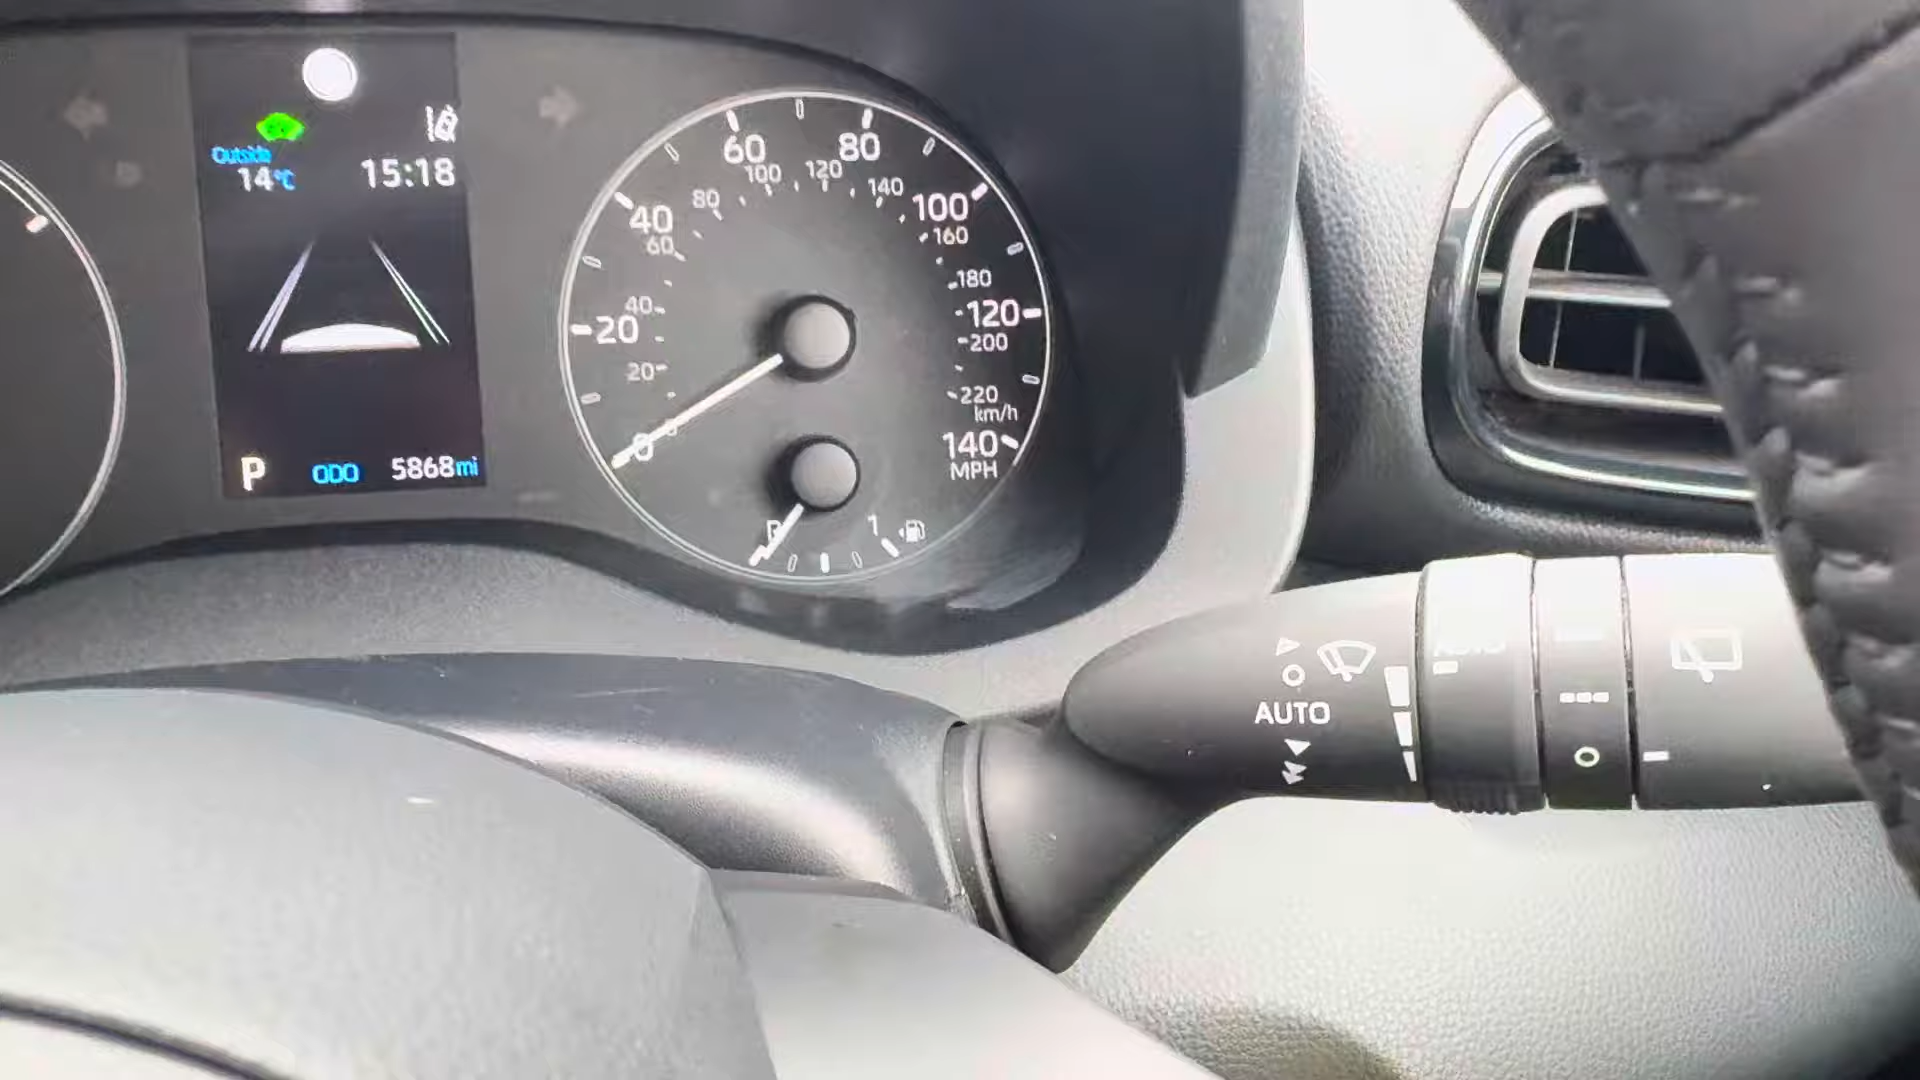 Outside
14°C 15:18
P ODO 5868mi
0 20 40 60 80 100 120 140
MPH
20 40 60 80 100 120 140 160 180 200 220
km/h
1
AUTO